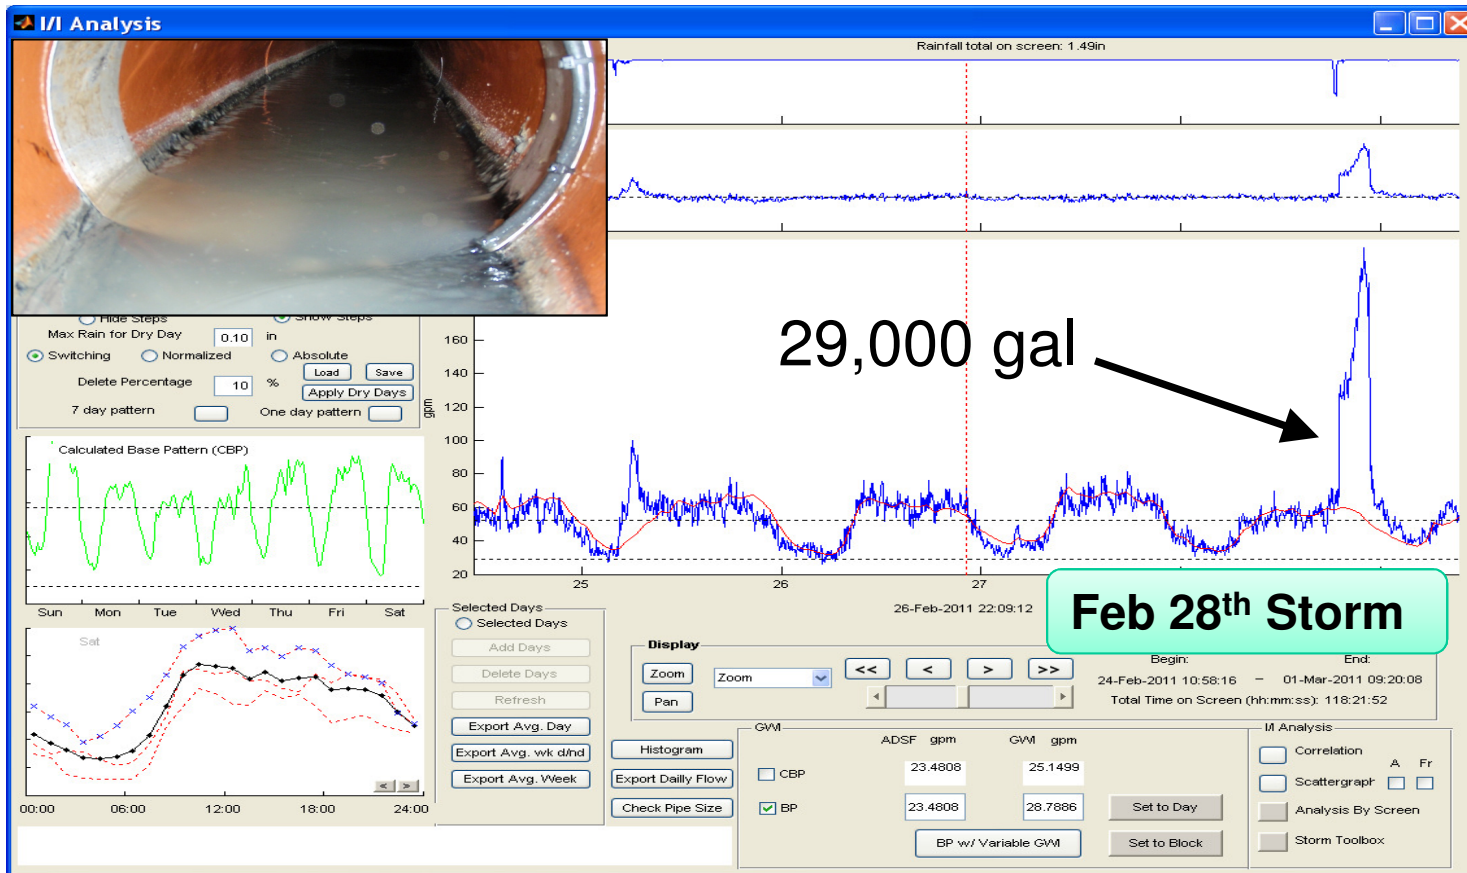 I/I Analysis
Rainfall total on screen: 1.49in
Hide Steps Show Steps
Max Rain for Dry Day 0.10 in
Switching Normalized Absolute
Load Save
Delete Percentage 10 %
Apply Dry Days
7 day pattern One day pattern
Calculated Base Pattern (CBP)
Sun Mon Tue Wed Thu Fri Sat
Sat
00:00 06:00 12:00 18:00 24:00
< >
160
140
120
100
80
60
40
20
gpm
25 26 27
29,000 gal
Feb 28th Storm
26-Feb-2011 22:09:12
Selected Days
Selected Days
Add Days
Delete Days
Refresh
Export Avg. Day
Export Avg. wk d/nd
Export Avg. Week
Histogram
Export Dailly Flow
Check Pipe Size
Display
Zoom
Pan
Zoom
<< < > >>
Begin: End:
24-Feb-2011 10:58:16 – 01-Mar-2011 09:20:08
Total Time on Screen (hh:mm:ss): 118:21:52
GWI
ADSF gpm GWI gpm
CBP 23.4808 25.1499
BP 23.4808 28.7886
Set to Day
BP w/ Variable GWI
Set to Block
I/I Analysis
Correlation
A Fr
Scattergraph
Analysis By Screen
Storm Toolbox